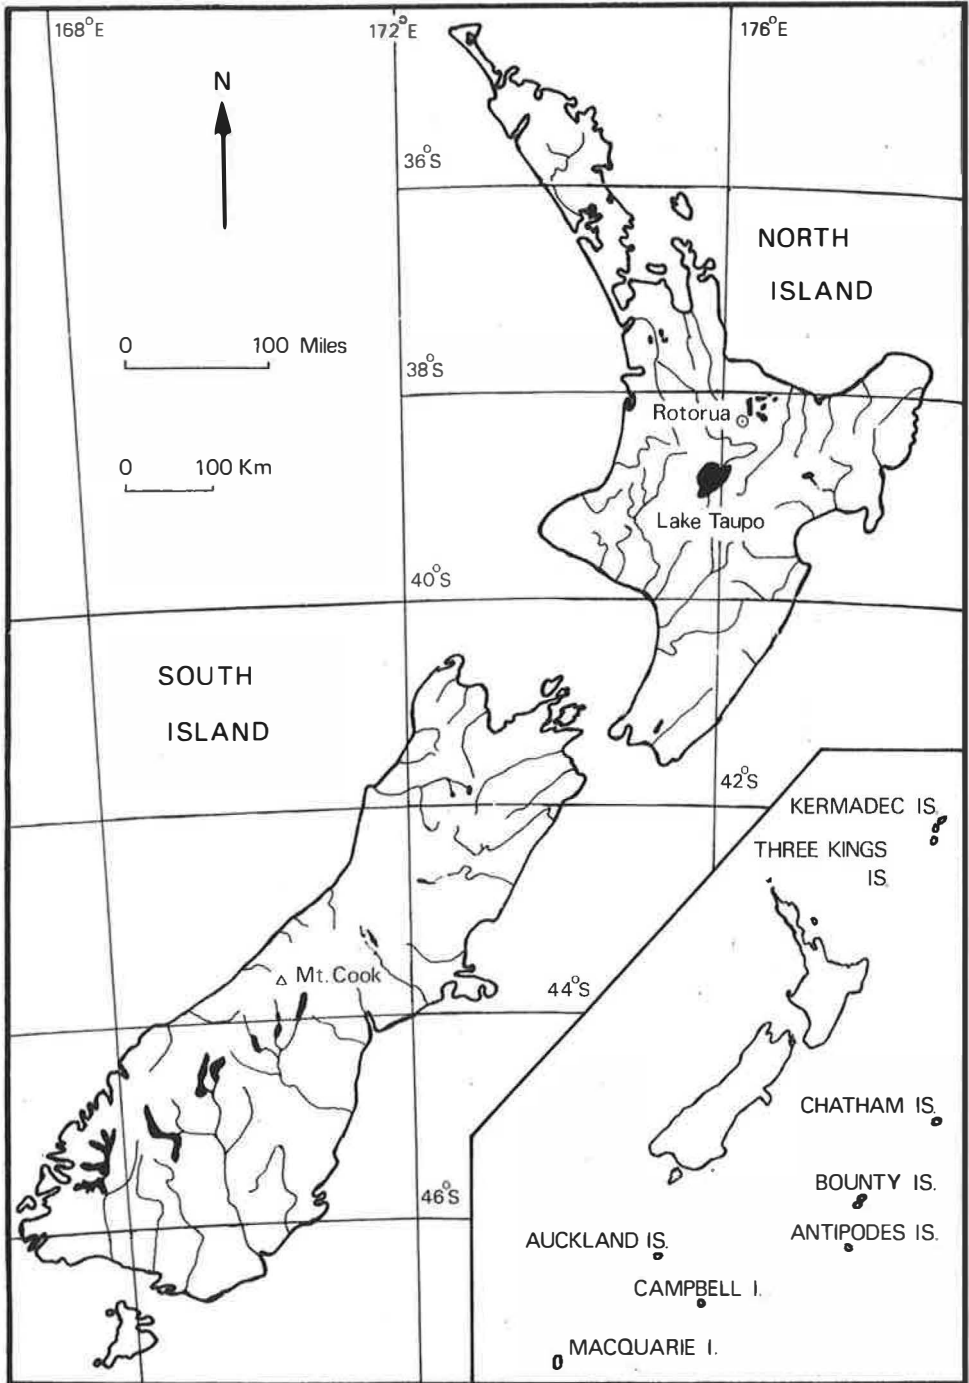 168°E
172°E
176°E
N
36°S
NORTH
ISLAND
0 100 Miles
38°S
Rotorua
0 100 Km
Lake Taupo
40°S
SOUTH
ISLAND
42°S
KERMADEC IS.
THREE KINGS
IS.
Mt. Cook
44°S
CHATHAM IS.
BOUNTY IS.
46°S
ANTIPODES IS.
AUCKLAND IS.
CAMPBELL I.
MACQUARIE I.